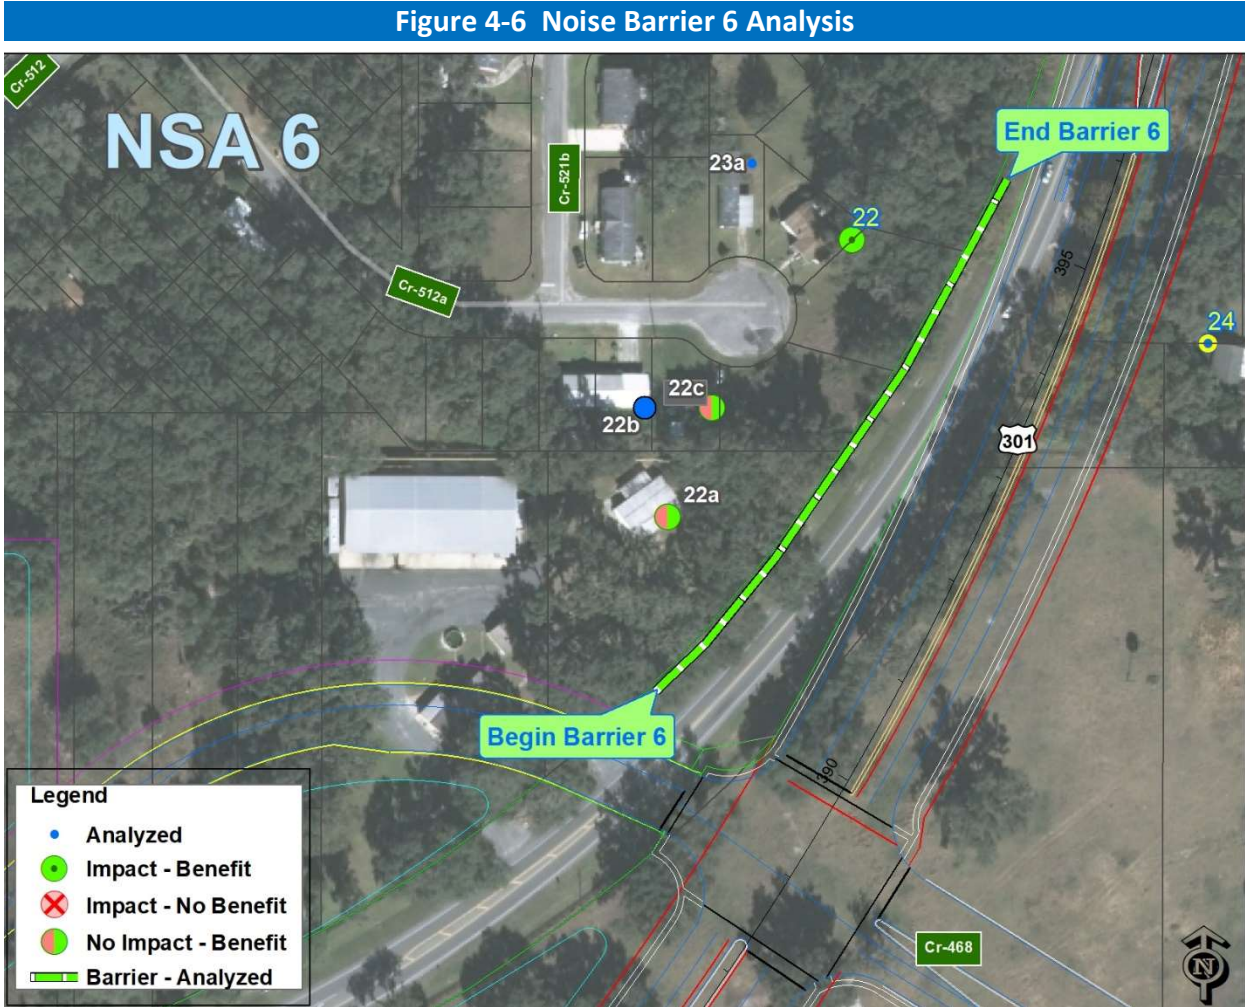 Figure 4-6 Noise Barrier 6 Analysis
Cr-512
NSA 6
End Barrier 6
23a
Cr-521b
22
395
Cr-512a
24
22c
22b
301
22a
Begin Barrier 6
390
Legend
Analyzed
Impact - Benefit
Impact - No Benefit
No Impact - Benefit
Barrier - Analyzed
Cr-468
N